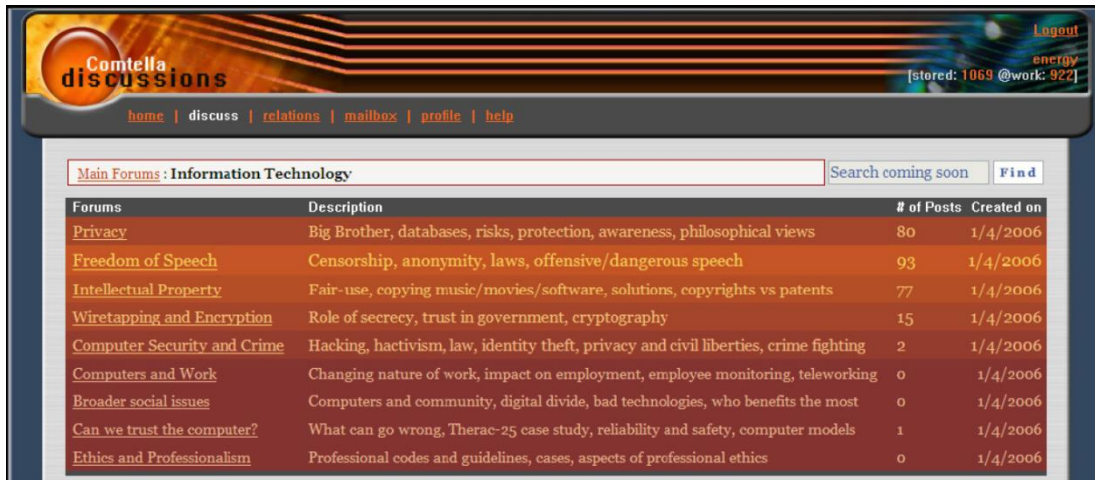 Logout
Comtella
discussions
energy
[stored: 1069 @work: 922]
home | discuss | relations | mailbox | profile | help
Main Forums : Information Technology Search coming soon Find
Forums Description # of Posts Created on
Privacy Big Brother, databases, risks, protection, awareness, philosophical views 80 1/4/2006
Freedom of Speech Censorship, anonymity, laws, offensive/dangerous speech 93 1/4/2006
Intellectual Property Fair-use, copying music/movies/software, solutions, copyrights vs patents 77 1/4/2006
Wiretapping and Encryption Role of secrecy, trust in government, cryptography 15 1/4/2006
Computer Security and Crime Hacking, hactivism, law, identity theft, privacy and civil liberties, crime fighting 2 1/4/2006
Computers and Work Changing nature of work, impact on employment, employee monitoring, teleworking 0 1/4/2006
Broader social issues Computers and community, digital divide, bad technologies, who benefits the most 0 1/4/2006
Can we trust the computer? What can go wrong, Therac-25 case study, reliability and safety, computer models 1 1/4/2006
Ethics and Professionalism Professional codes and guidelines, cases, aspects of professional ethics 0 1/4/2006